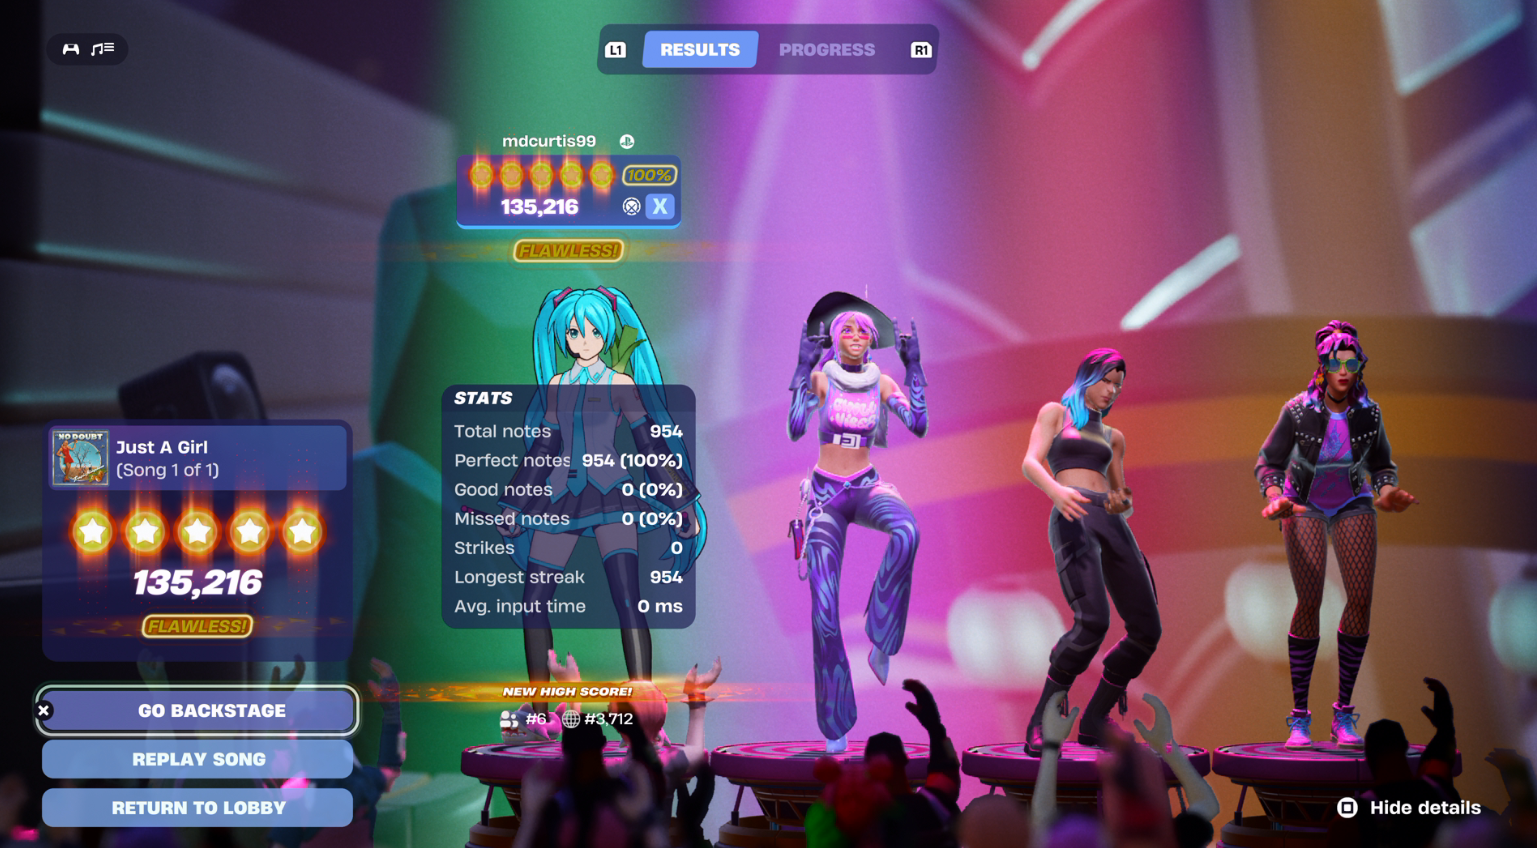 L1 RESULTS PROGRESS R1
mdcurtis99
100%
135,216 X
FLAWLESS!
STATS
Total notes 954
Perfect notes 954 (100%)
Good notes 0 (0%)
Missed notes 0 (0%)
Strikes 0
Longest streak 954
Avg. input time 0 ms
NO DOUBT
Just A Girl
(Song 1 of 1)
135,216
FLAWLESS!
NEW HIGH SCORE!
#6 #3,712
GO BACKSTAGE
REPLAY SONG
RETURN TO LOBBY
Hide details